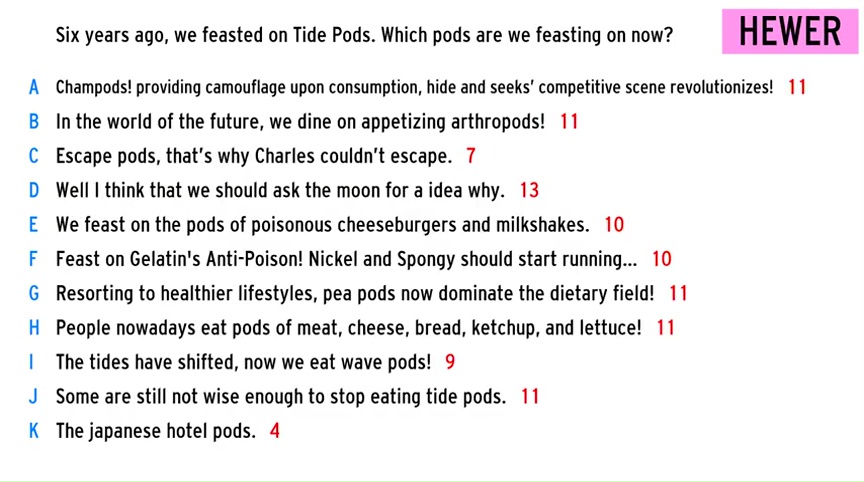 Six years ago, we feasted on Tide Pods. Which pods are we feasting on now?
HEWER
A Champods! providing camouflage upon consumption, hide and seeks' competitive scene revolutionizes! 11
B In the world of the future, we dine on appetizing arthropods! 11
C Escape pods, that's why Charles couldn't escape. 7
D Well I think that we should ask the moon for a idea why. 13
E We feast on the pods of poisonous cheeseburgers and milkshakes. 10
F Feast on Gelatin's Anti-Poison! Nickel and Spongy should start running... 10
G Resorting to healthier lifestyles, pea pods now dominate the dietary field! 11
H People nowadays eat pods of meat, cheese, bread, ketchup, and lettuce! 11
I The tides have shifted, now we eat wave pods! 9
J Some are still not wise enough to stop eating tide pods. 11
K The japanese hotel pods. 4